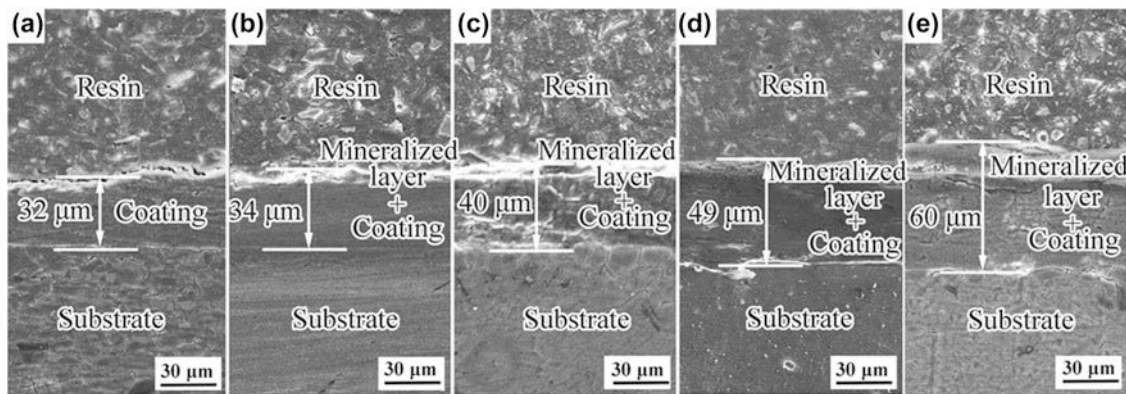 (a)
Resin
32 μm
Coating
Substrate
30 μm
(b)
Resin
Mineralized
layer
+
Coating
34 μm
Substrate
30 μm
(c)
Resin
Mineralized
layer
+
Coating
40 μm
Substrate
30 μm
(d)
Resin
Mineralized
layer
+
Coating
49 μm
Substrate
30 μm
(e)
Resin
Mineralized
layer
+
Coating
60 μm
Substrate
30 μm